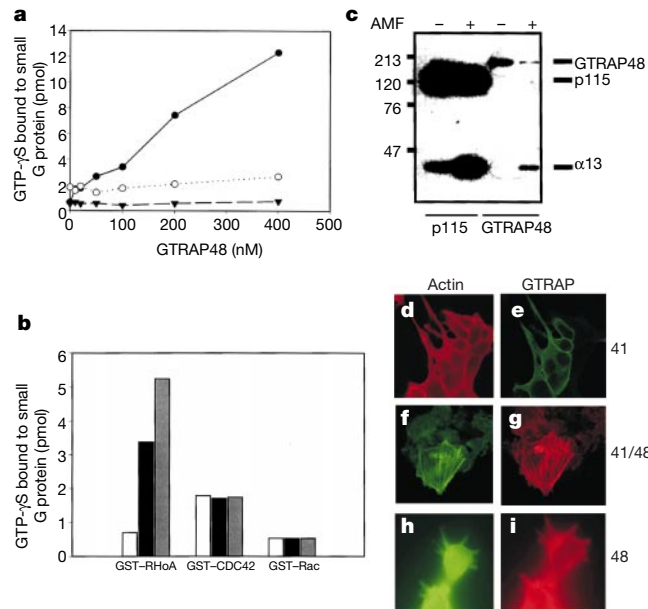 a
GTP-γS bound to small
G protein (pmol)
14
12
10
8
6
4
2
0
0 100 200 300 400 500
GTRAP48 (nM)
b
GTP-γS bound to small
G protein (pmol)
6
5
4
3
2
1
0
GST–RHoA GST–CDC42 GST–Rac
c
AMF – + – +
213
120
76
47
GTRAP48
p115
α13
p115 GTRAP48
Actin GTRAP
d e 41
f g 41/48
h i 48